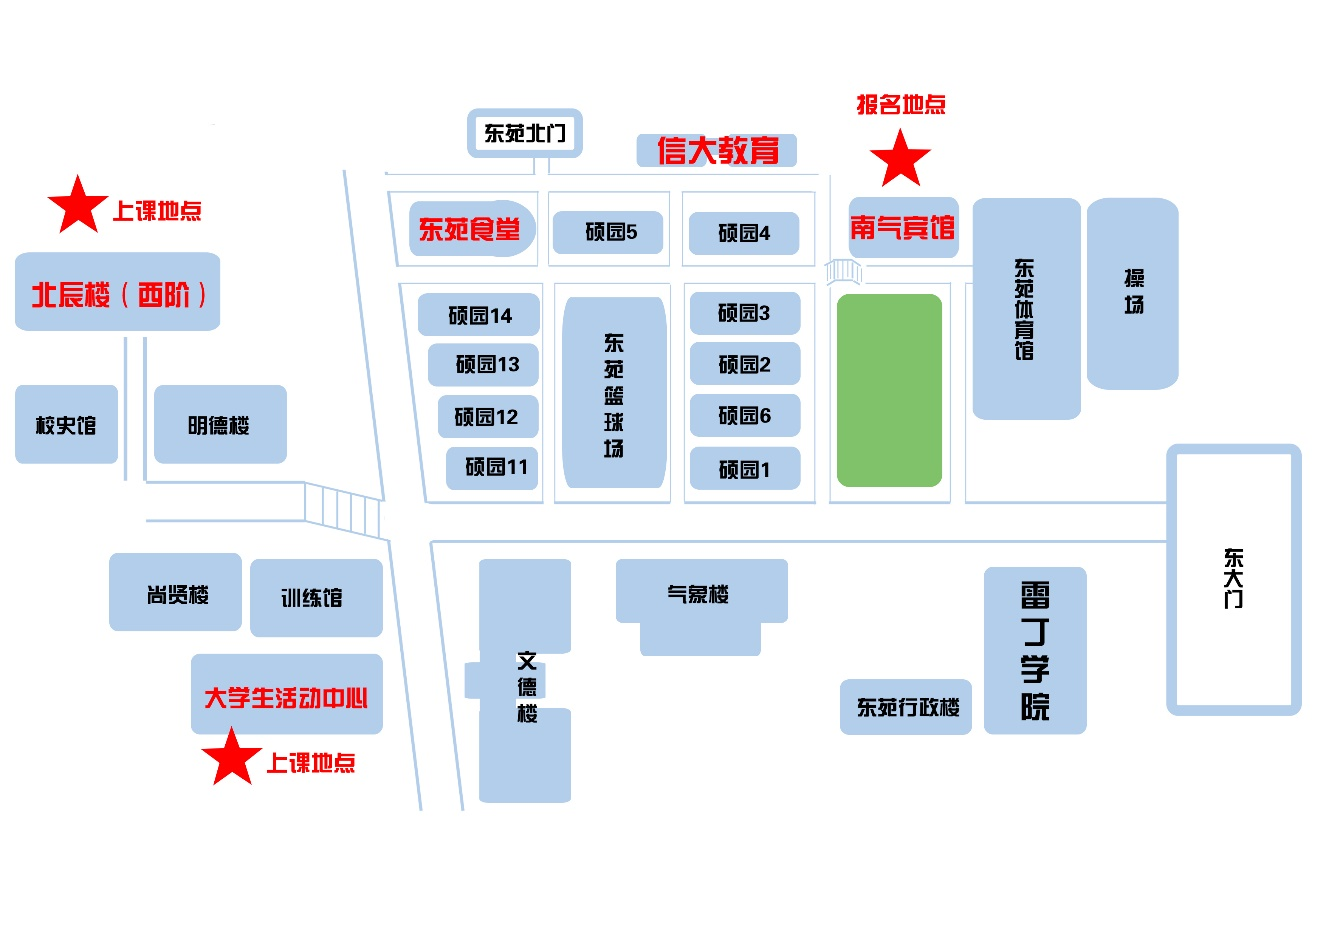 报名地点
东苑北门
信大教育
上课地点
东苑食堂
硕园5
硕园4
南气宾馆
北辰楼（西阶）
东苑体育馆
操场
硕园14
硕园3
东苑篮球场
硕园13
硕园2
校史馆
明德楼
硕园12
硕园6
硕园11
硕园1
东大门
尚贤楼
训练馆
气象楼
雷丁学院
文德楼
大学生活动中心
东苑行政楼
上课地点